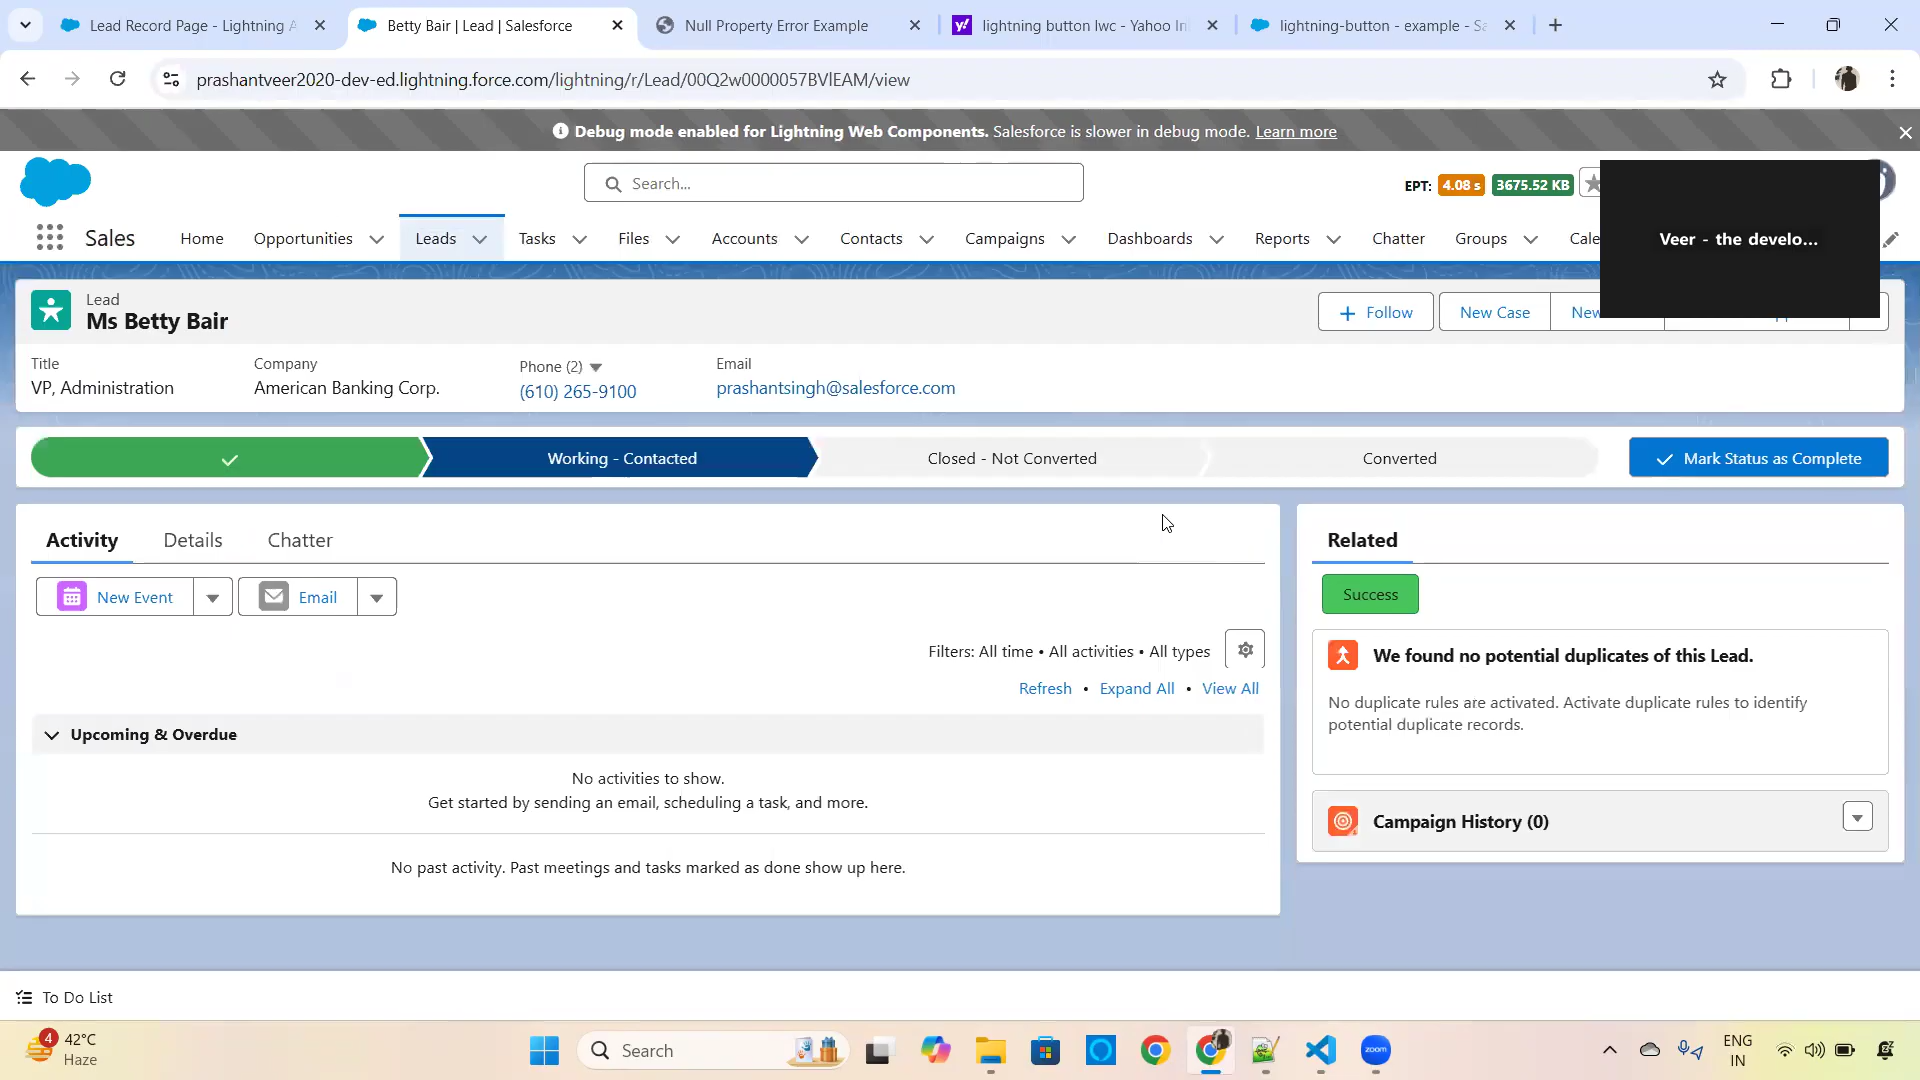 Lead Record Page - Lightning A
Betty Bair | Lead | Salesforce
Null Property Error Example
lightning button lwc - Yahoo In
lightning-button - example - Sa
prashantveer2020-dev-ed.lightning.force.com/lightning/r/Lead/00Q2w0000057BVlEAM/view
Debug mode enabled for Lightning Web Components. Salesforce is slower in debug mode. Learn more
Search...
EPT: 4.08 s 3675.52 KB
Veer - the develo...
Sales Home Opportunities Leads Tasks Files Accounts Contacts Campaigns Dashboards Reports Chatter Groups Cale
Lead
Ms Betty Bair
Follow New Case New
Title Company Phone (2) Email
VP, Administration American Banking Corp. (610) 265-9100 prashantsingh@salesforce.com
Working - Contacted Closed - Not Converted Converted Mark Status as Complete
Activity Details Chatter
Related
New Event Email
Success
Filters: All time • All activities • All types
Refresh • Expand All • View All
We found no potential duplicates of this Lead.
No duplicate rules are activated. Activate duplicate rules to identify
potential duplicate records.
Upcoming & Overdue
No activities to show.
Get started by sending an email, scheduling a task, and more.
Campaign History (0)
No past activity. Past meetings and tasks marked as done show up here.
To Do List
4
42°C
Haze
Search
zoom
ENG
IN